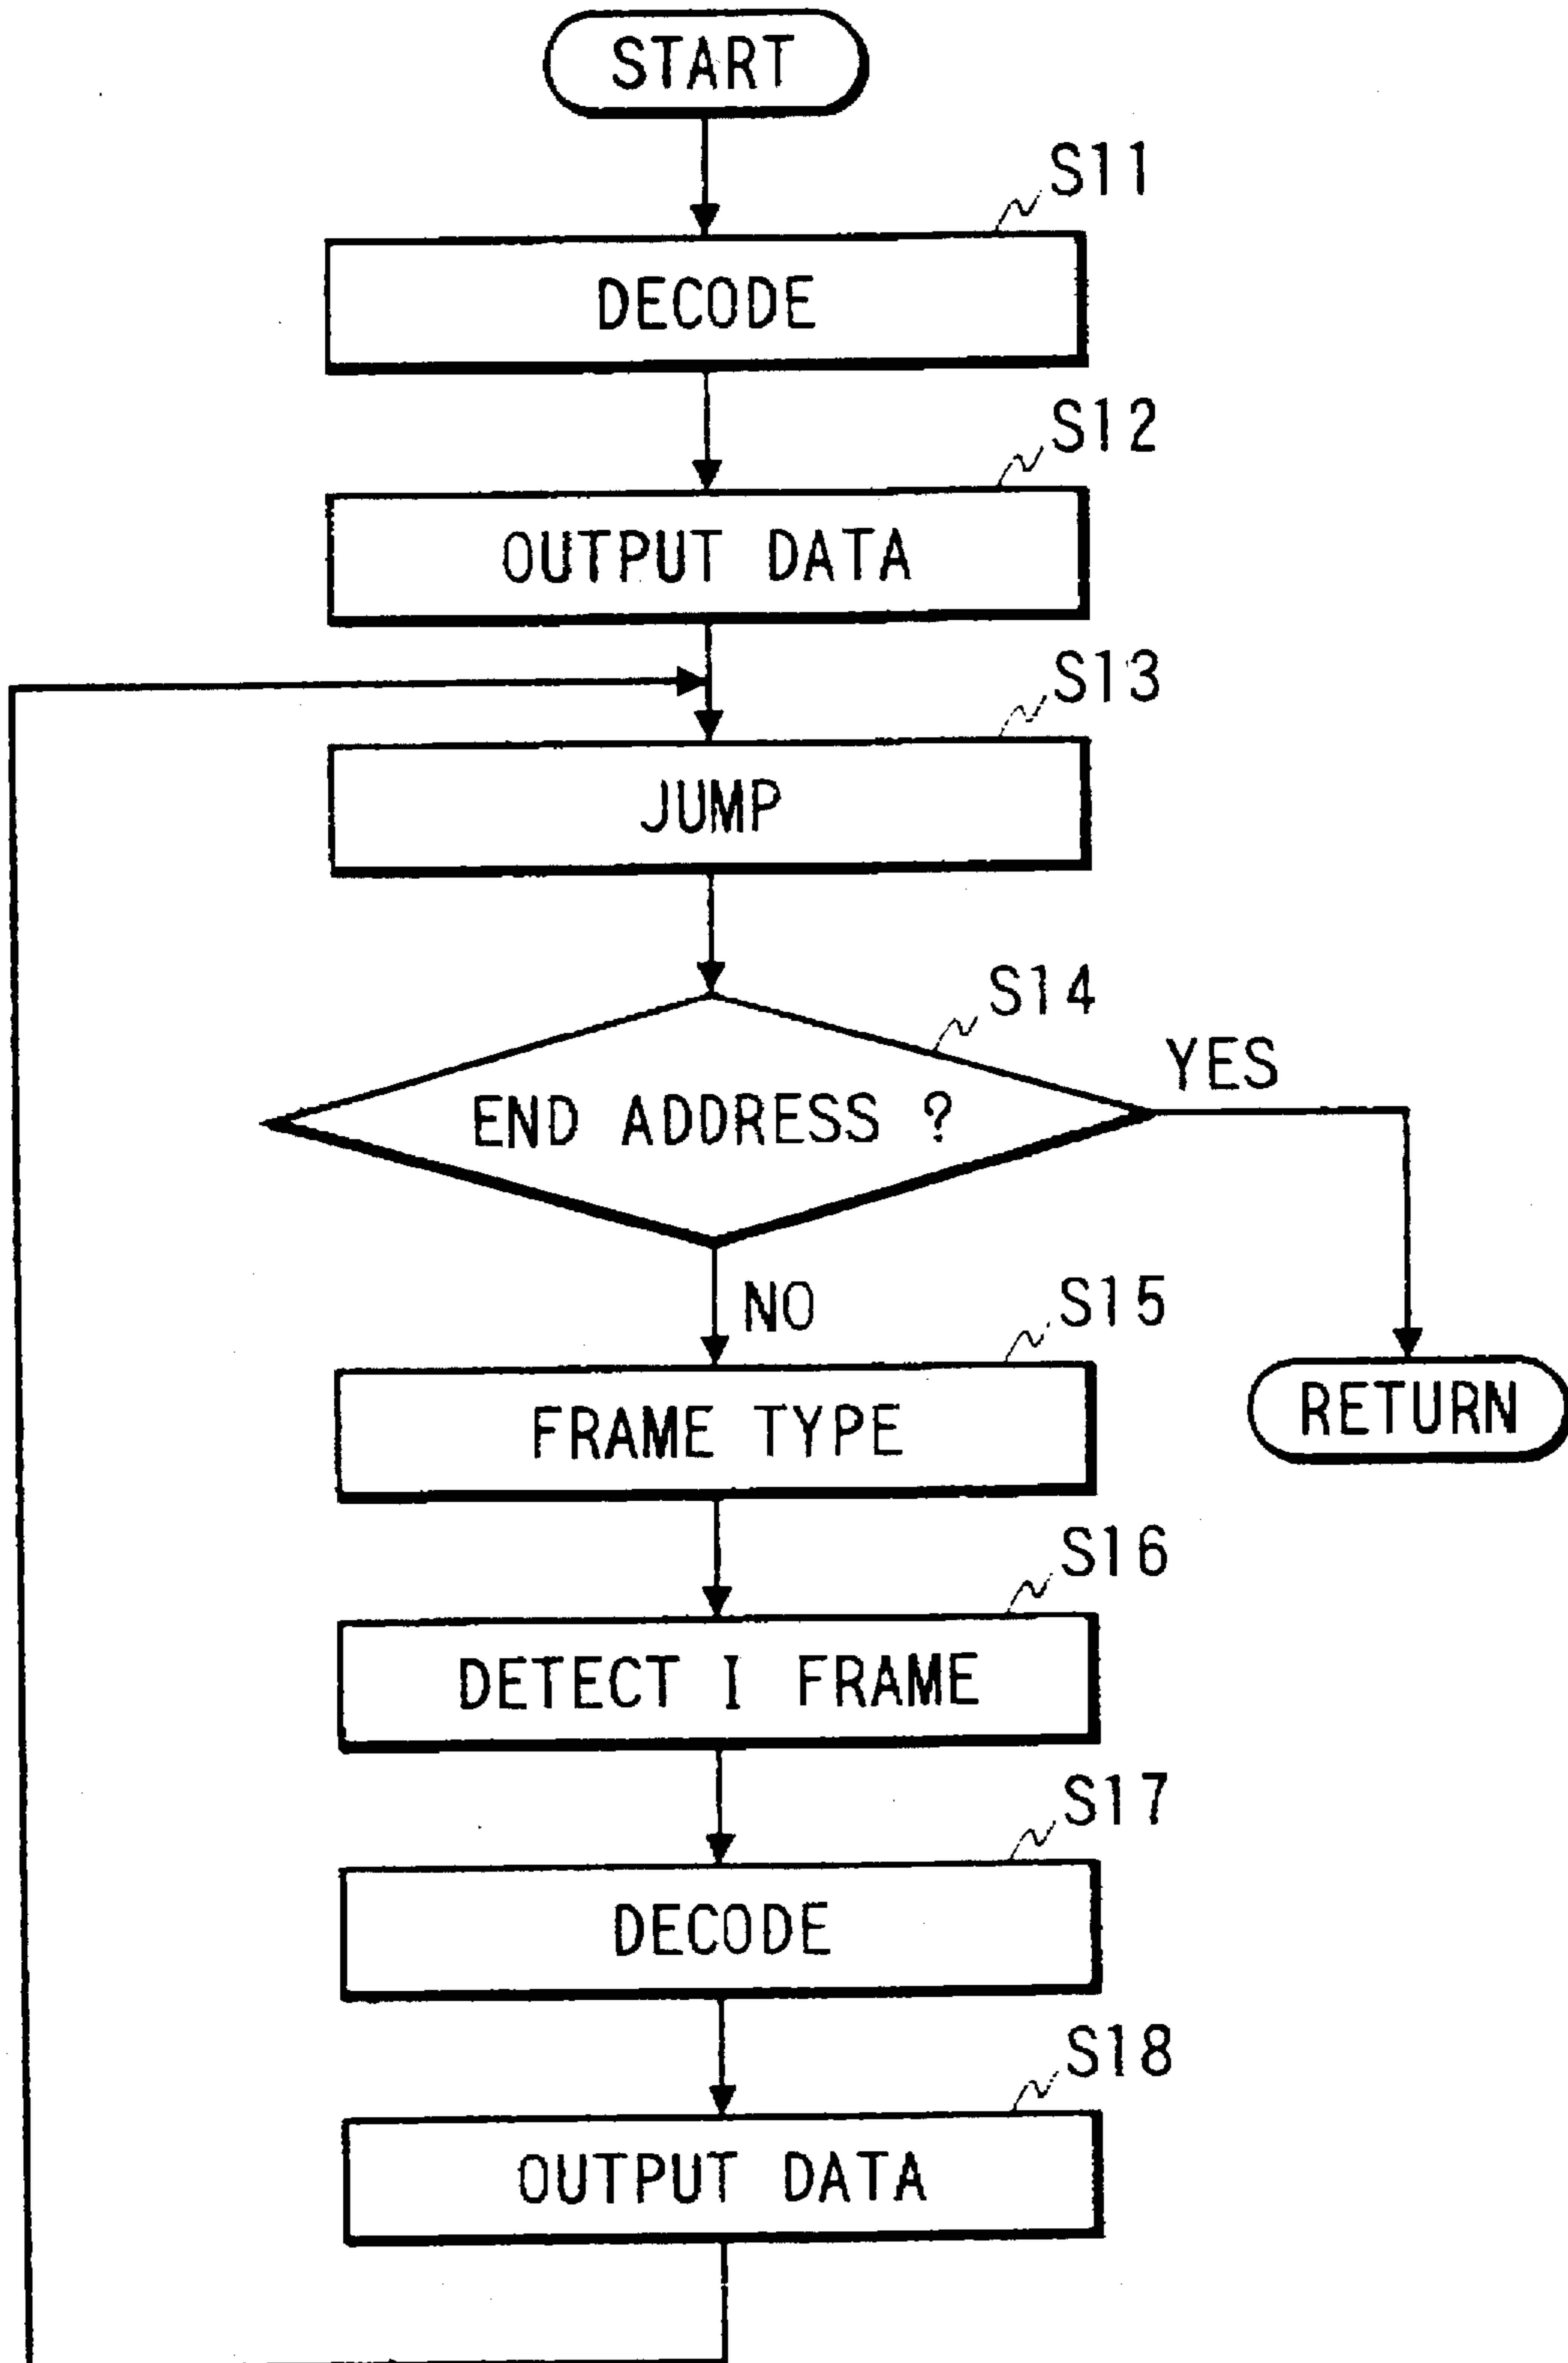 START
S11
DECODE
S12
OUTPUT DATA
S13
JUMP
S14
END ADDRESS ?
YES
NO
S15
FRAME TYPE
RETURN
S16
DETECT I FRAME
S17
DECODE
S18
OUTPUT DATA